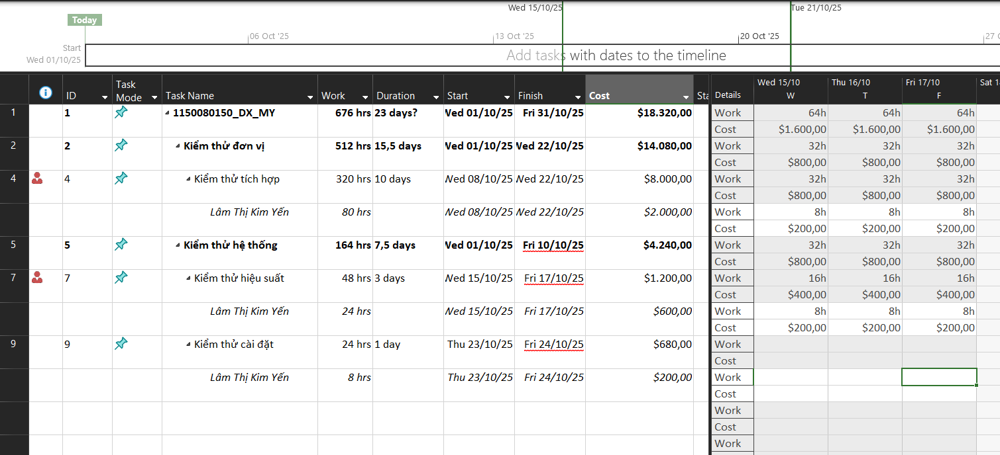 Wed 15/10/25 Tue 21/10/25
Today
06 Oct '25 13 Oct '25 20 Oct '25 27
Start
Wed 01/10/25
Add tasks with dates to the timeline
ID Task Mode Task Name Work Duration Start Finish Cost Sta Details Wed 15/10 W Thu 16/10 T Fri 17/10 F Sat 1
1 1 1150080150_DX_MY 676 hrs 23 days? Wed 01/10/25 Fri 31/10/25 $18.320,00 Work 64h 64h 64h
Cost $1.600,00 $1.600,00 $1.600,00
2 2 Kiểm thử đơn vị 512 hrs 15,5 days Wed 01/10/25 Wed 22/10/25 $14.080,00 Work 32h 32h 32h
Cost $800,00 $800,00 $800,00
4 4 Kiểm thử tích hợp 320 hrs 10 days Wed 08/10/25 Wed 22/10/25 $8.000,00 Work 32h 32h 32h
Cost $800,00 $800,00 $800,00
Lâm Thị Kim Yến 80 hrs Wed 08/10/25 Wed 22/10/25 $2.000,00 Work 8h 8h 8h
Cost $200,00 $200,00 $200,00
5 5 Kiểm thử hệ thống 164 hrs 7,5 days Wed 01/10/25 Fri 10/10/25 $4.240,00 Work 32h 32h 32h
Cost $800,00 $800,00 $800,00
7 7 Kiểm thử hiệu suất 48 hrs 3 days Wed 15/10/25 Fri 17/10/25 $1.200,00 Work 16h 16h 16h
Cost $400,00 $400,00 $400,00
Lâm Thị Kim Yến 24 hrs Wed 15/10/25 Fri 17/10/25 $600,00 Work 8h 8h 8h
Cost $200,00 $200,00 $200,00
9 9 Kiểm thử cài đặt 24 hrs 1 day Thu 23/10/25 Fri 24/10/25 $680,00 Work
Cost
Lâm Thị Kim Yến 8 hrs Thu 23/10/25 Fri 24/10/25 $200,00 Work
Cost
Work
Cost
Work